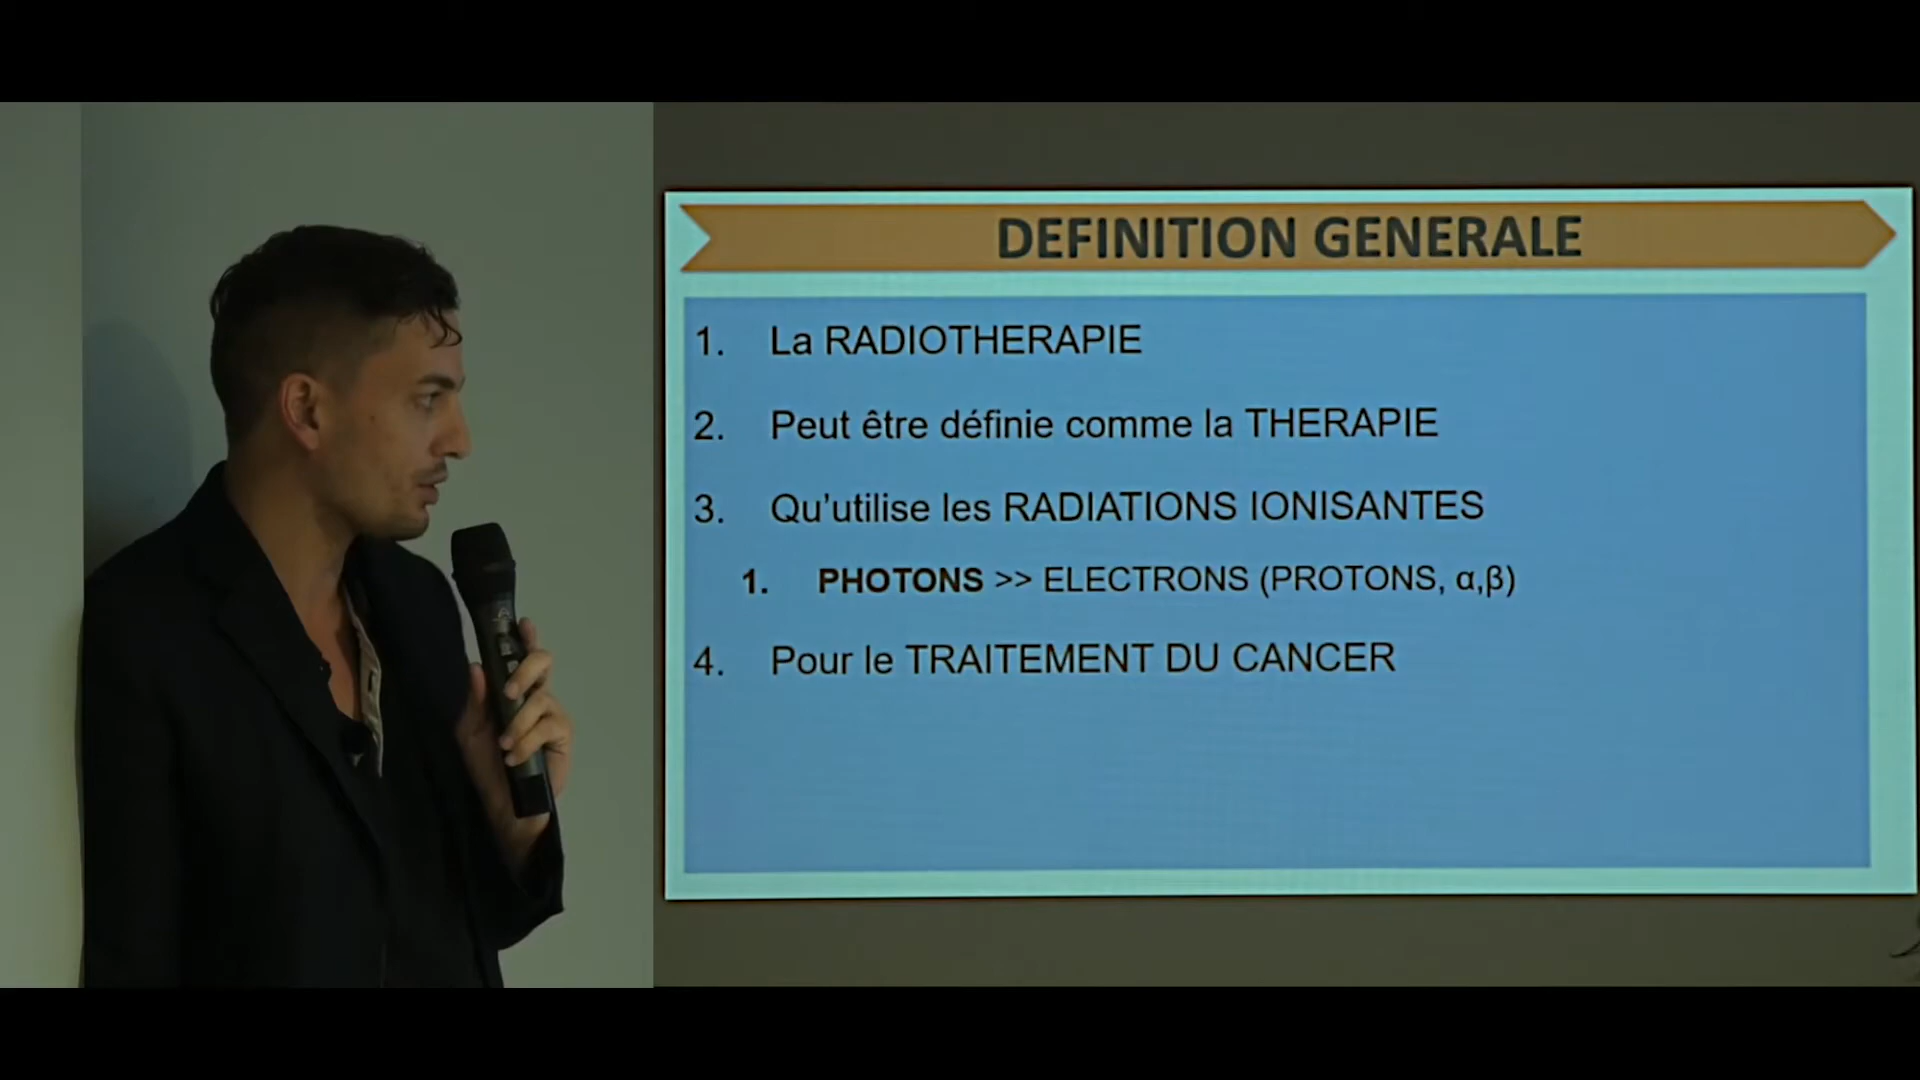 DEFINITION GENERALE
1. La RADIOTHERAPIE
2. Peut être définie comme la THERAPIE
3. Qu’utilise les RADIATIONS IONISANTES
1. PHOTONS >> ELECTRONS (PROTONS, α,β)
4. Pour le TRAITEMENT DU CANCER